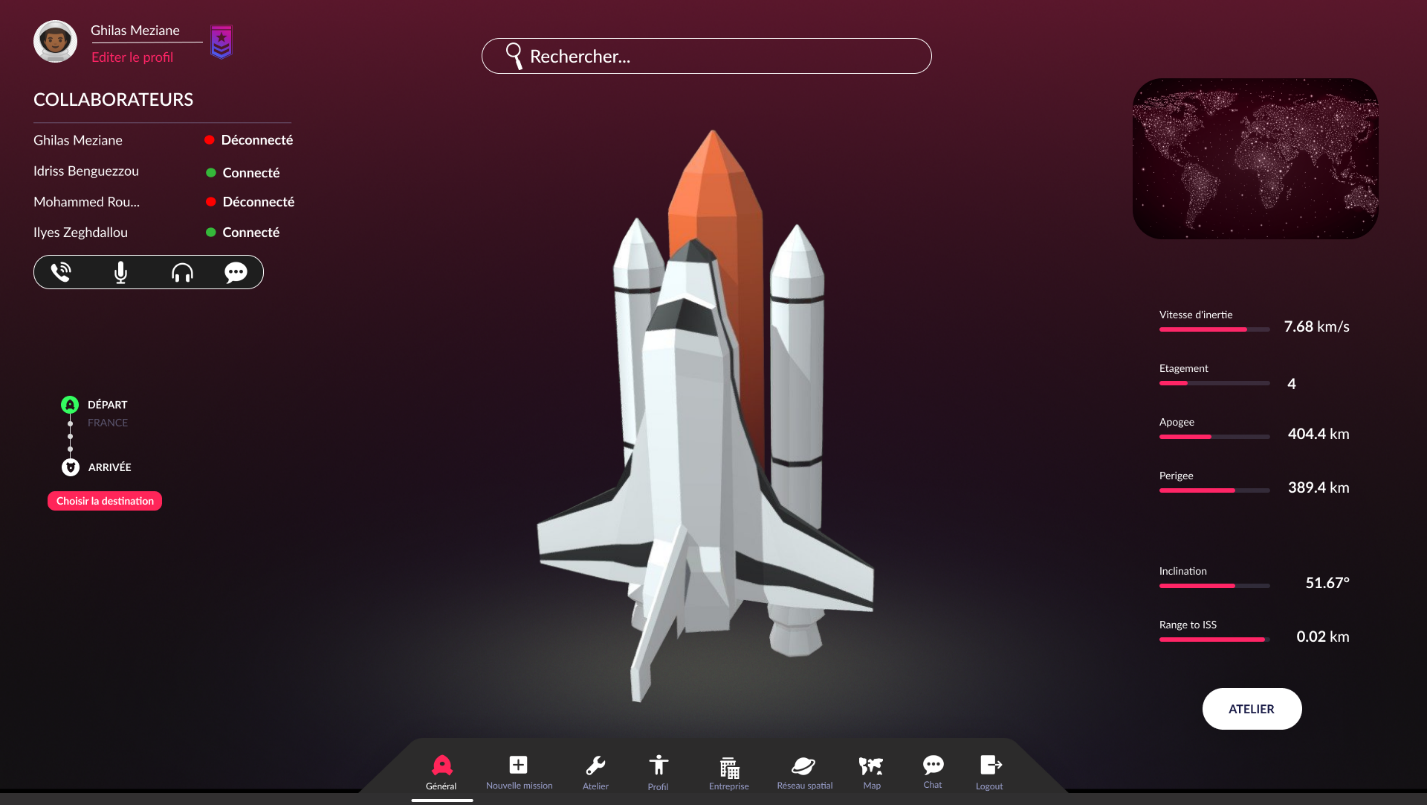 Ghilas Meziane
Editer le profil
Rechercher...
COLLABORATEURS
Ghilas Meziane Déconnecté
Idriss Benguezzou Connecté
Mohammed Rou... Déconnecté
Ilyes Zeghdallou Connecté
DÉPART
FRANCE
ARRIVÉE
Choisir la destination
Vitesse d'inertie
7.68 km/s
Etagement
4
Apogee
404.4 km
Perigee
389.4 km
Inclination
51.67°
Range to ISS
0.02 km
ATELIER
Général Nouvelle mission Atelier Profil Entreprise Réseau spatial Map Chat Logout